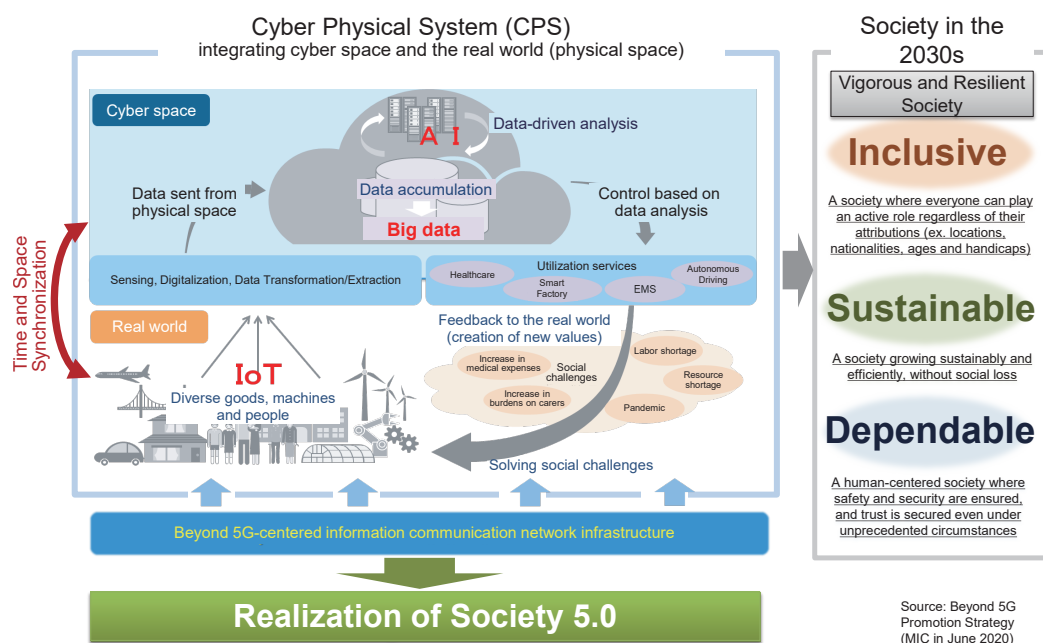 Cyber Physical System (CPS)
integrating cyber space and the real world (physical space)
Cyber space
A I
Data-driven analysis
Data sent from
physical space
Data accumulation
Big data
Control based on
data analysis
Time and Space
Synchronization
Sensing, Digitalization, Data Transformation/Extraction
Utilization services
Healthcare
Smart
Factory
EMS
Autonomous
Driving
Real world
IoT
Diverse goods, machines
and people
Feedback to the real world
(creation of new values)
Increase in
medical expenses
Social
challenges
Labor shortage
Resource
shortage
Increase in
burdens on carers
Pandemic
Solving social challenges
Beyond 5G-centered information communication network infrastructure
Realization of Society 5.0
Society in the
2030s
Vigorous and Resilient
Society
Inclusive
A society where everyone can play
an active role regardless of their
attributions (ex. locations,
nationalities, ages and handicaps)
Sustainable
A society growing sustainably and
efficiently, without social loss
Dependable
A human-centered society where
safety and security are ensured,
and trust is secured even under
unprecedented circumstances
Source: Beyond 5G
Promotion Strategy
(MIC in June 2020)